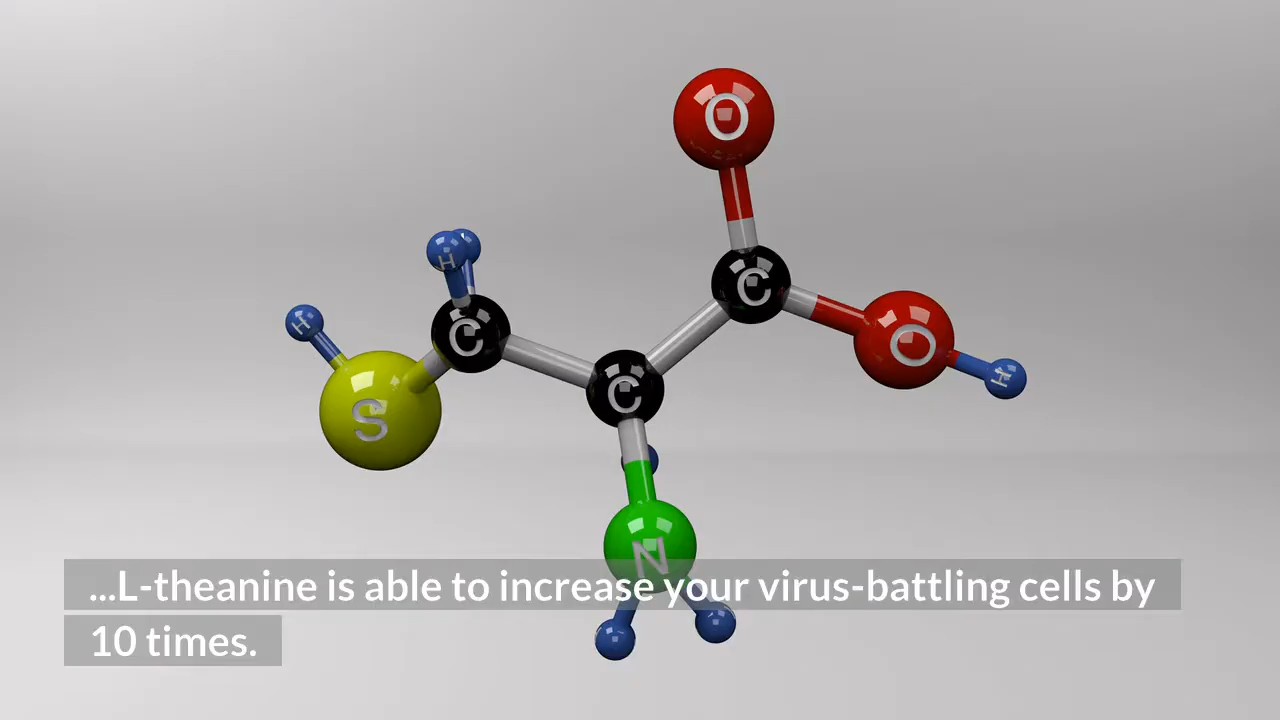 O
H
C
H
C
O
S
C
H
N
...L-theanine is able to increase your virus-battling cells by
10 times.